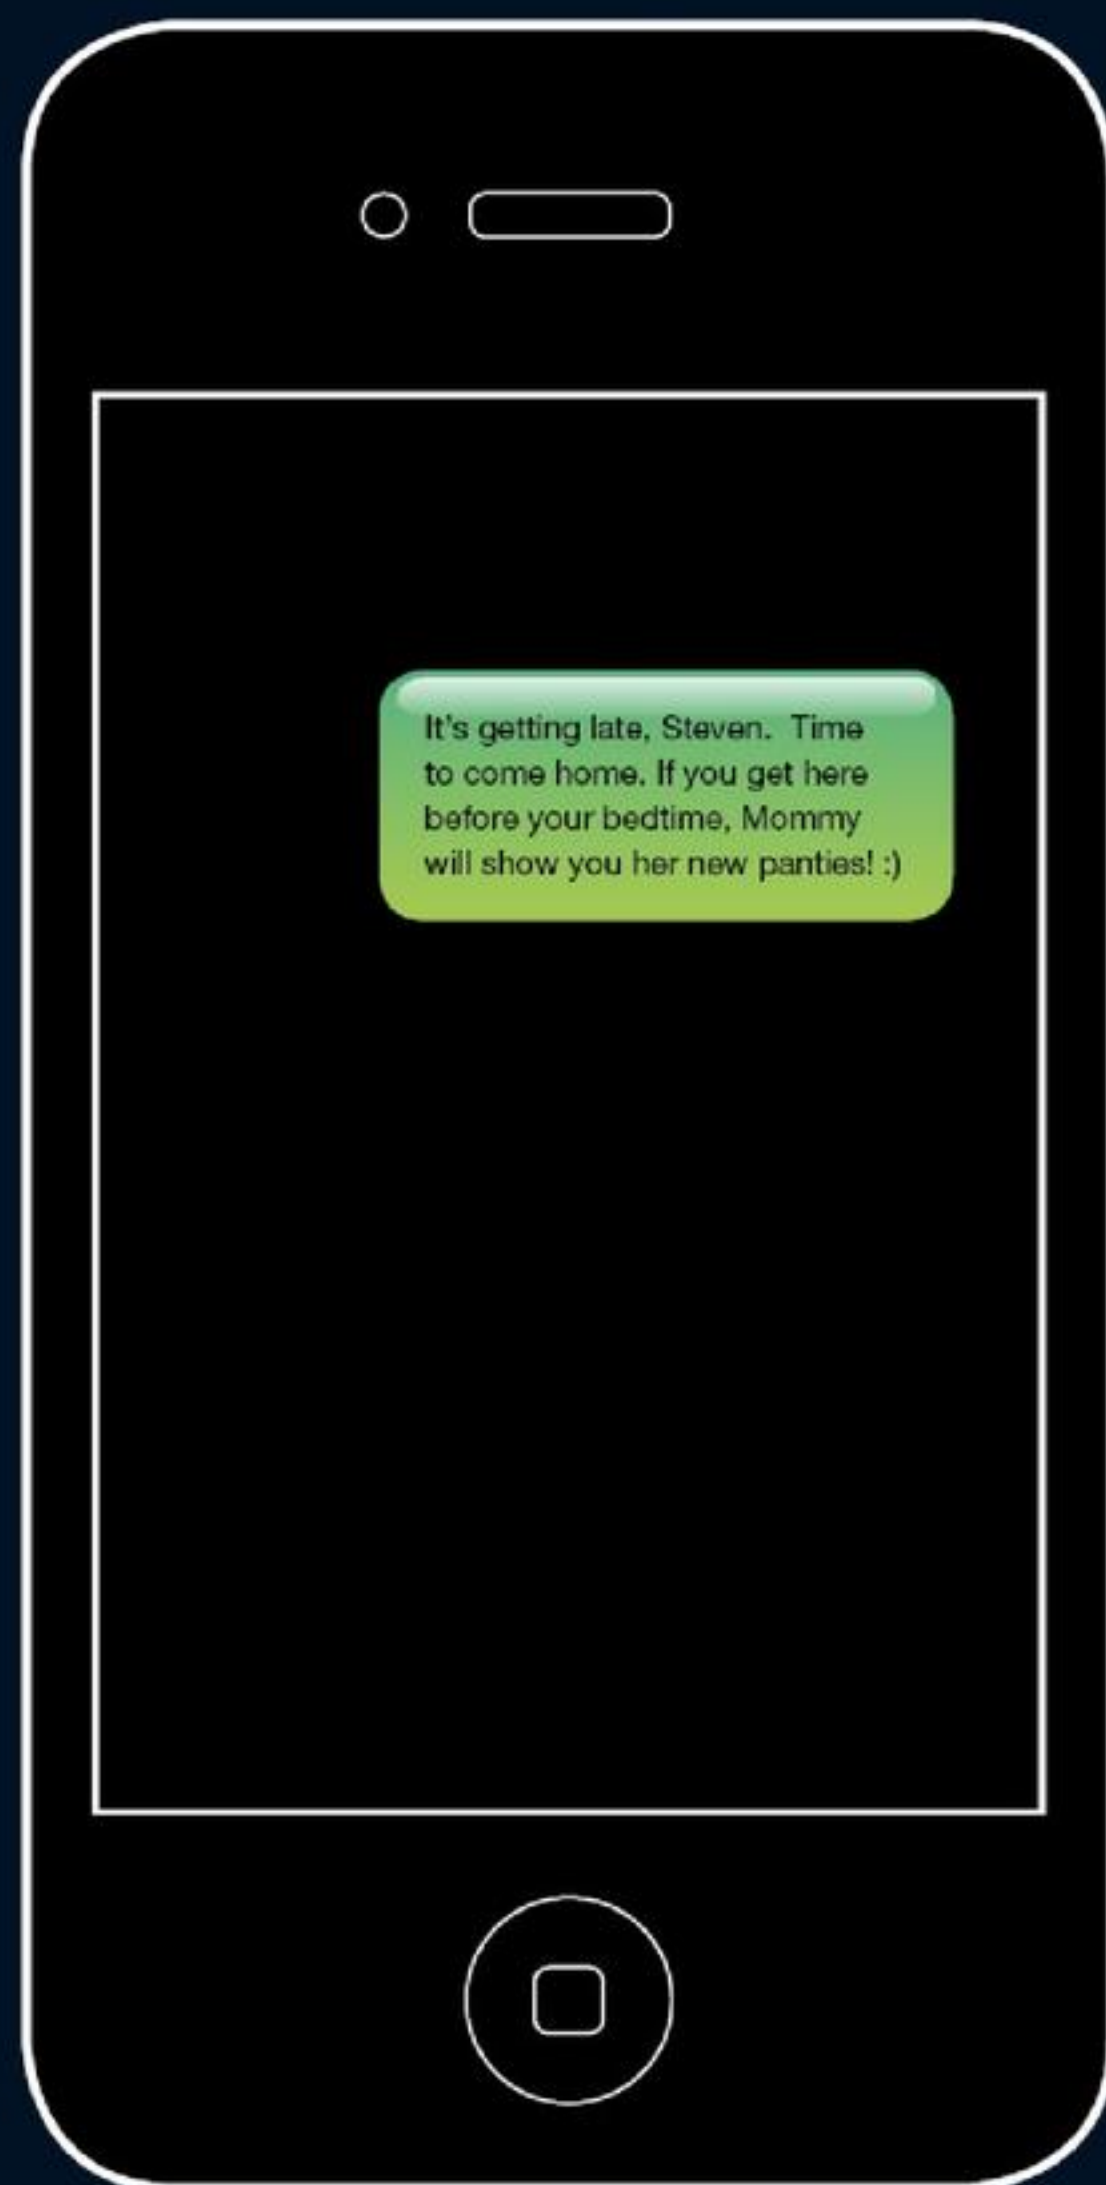 It's getting late, Steven.  Time
to come home. If you get here
before your bedtime, Mommy
will show you her new panties! :)